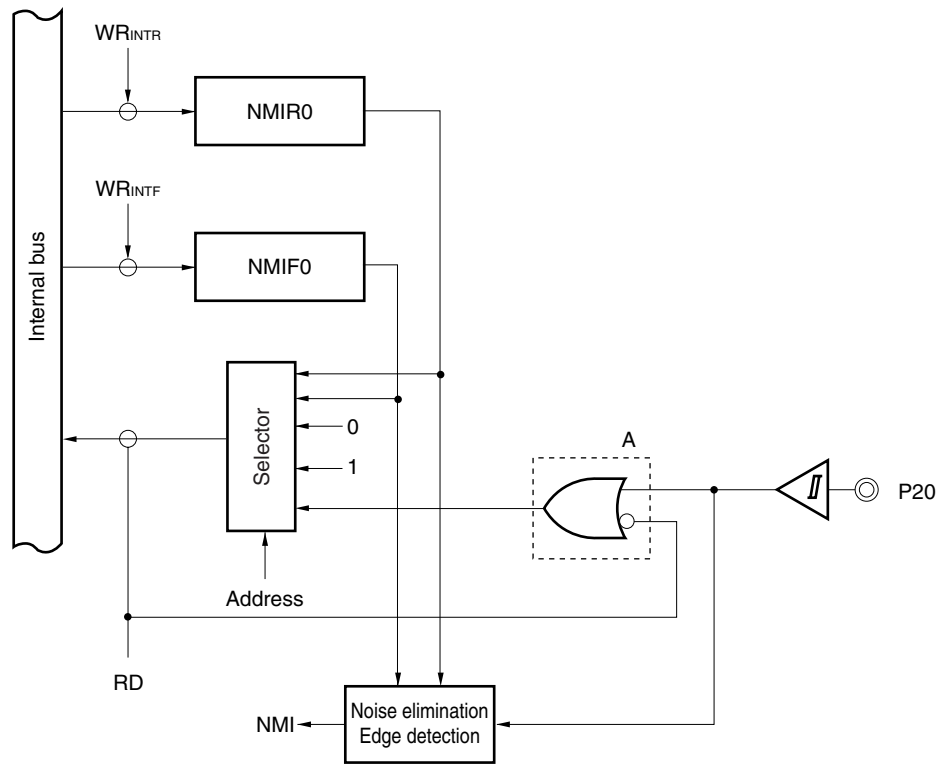 WRINTR
NMIR0
WRINTF
NMIF0
Internal bus
Selector
0
1
A
P20
Address
RD
NMI
Noise elimination
Edge detection